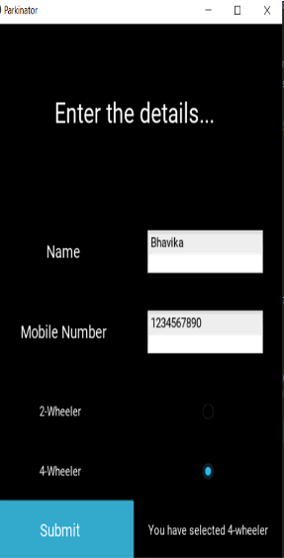 Parkinator
Enter the details...
Name
Bhavika
Mobile Number
1234567890
2-Wheeler
4-Wheeler
Submit
You have selected 4-wheeler